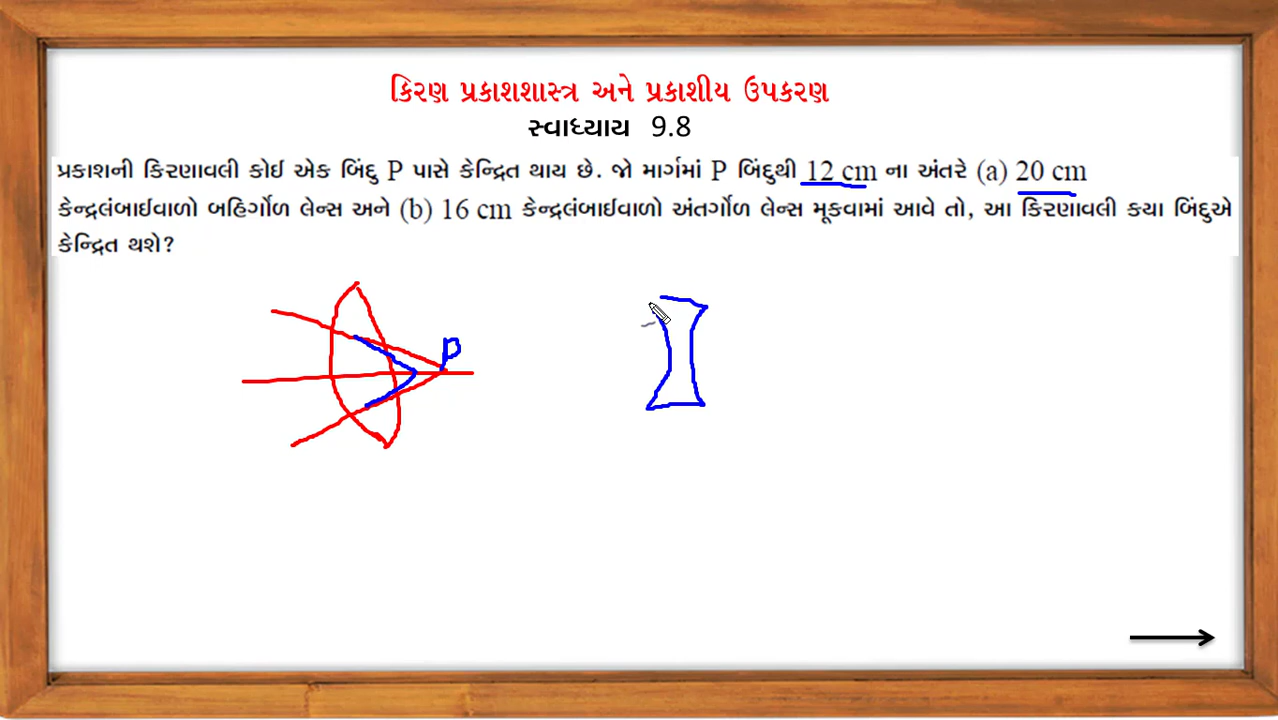 કિરણ પ્રકાશશાસ્ત્ર અને પ્રકાશીય ઉપકરણ
સ્વાધ્યાય 9.8
પ્રકાશની કિરણાવલી કોઈ એક બિંદુ P પાસે કેન્દ્રિત થાય છે. જો માર્ગમાં P બિંદુથી 12 cm ના અંતરે (a) 20 cm
કેન્દ્રલંબાઈવાળો બહિર્ગોળ લેન્સ અને (b) 16 cm કેન્દ્રલંબાઈવાળો અંતર્ગોળ લેન્સ મૂકવામાં આવે તો, આ કિરણાવલી કયા બિંદુએ
કેન્દ્રિત થશે?
P